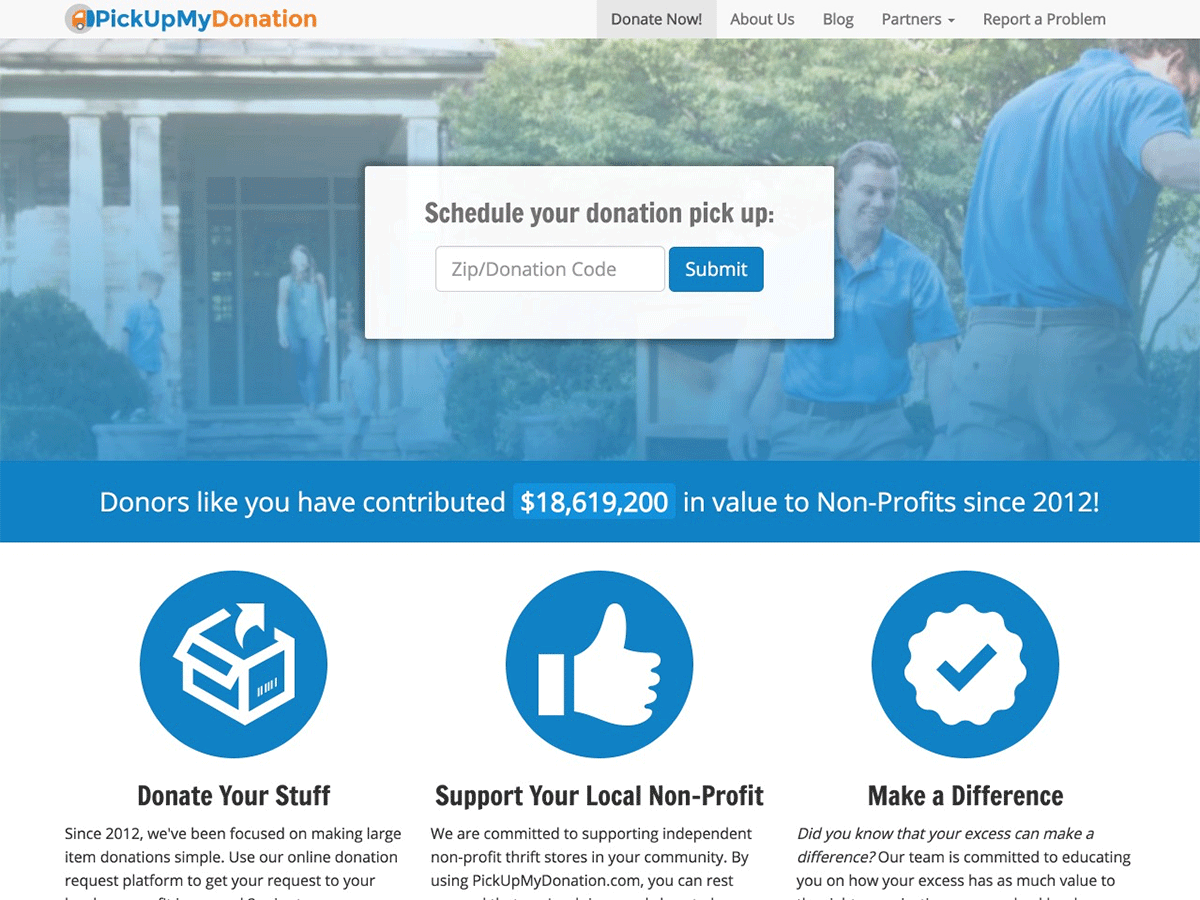 PickUpMyDonation
Donate Now! About Us Blog Partners Report a Problem
Schedule your donation pick up:
Zip/Donation Code Submit
Donors like you have contributed $18,619,200 in value to Non-Profits since 2012!
Donate Your Stuff
Since 2012, we've been focused on making large
item donations simple. Use our online donation
request platform to get your request to your
Support Your Local Non-Profit
We are committed to supporting independent
non-profit thrift stores in your community. By
using PickUpMyDonation.com, you can rest
Make a Difference
Did you know that your excess can make a
difference? Our team is committed to educating
you on how your excess has as much value to